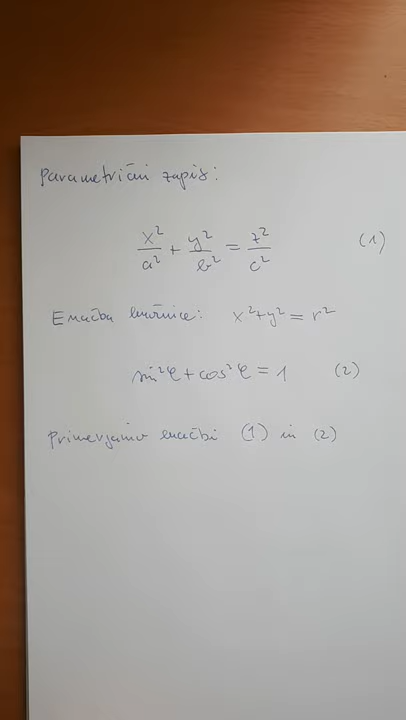 Parametrični zapis:
x²/a² + y²/b² = z²/c² (1)
Enačba krožnice: x²+y² = r²
sin²φ + cos²φ = 1 (2)
Primerjamo enačbi (1) in (2)